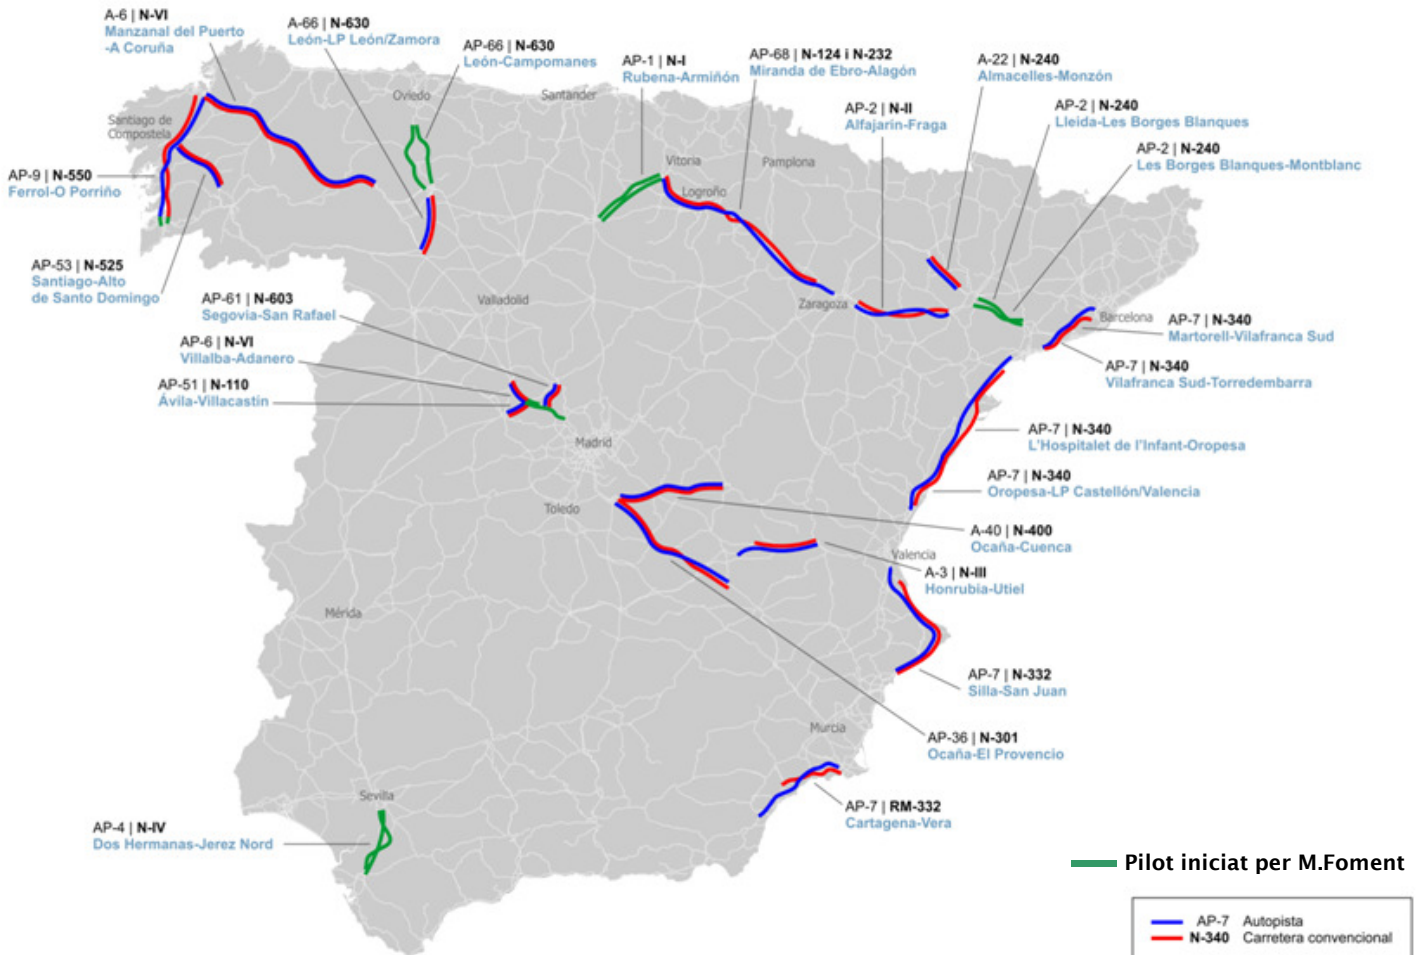 A-6 | N-VI
Manzanal del Puerto
-A Coruña
A-66 | N-630
León-LP León/Zamora
AP-66 | N-630
León-Campomanes
AP-1 | N-I
Rubena-Armiñón
AP-68 | N-124 i N-232
Miranda de Ebro-Alagón
A-22 | N-240
Almacelles-Monzón
AP-2 | N-II
Alfajarin-Fraga
AP-2 | N-240
Lleida-Les Borges Blanques
AP-2 | N-240
Les Borges Blanques-Montblanc
Oviedo
Santander
Santiago de
Compostela
Vitoria
Pamplona
Logroño
AP-9 | N-550
Ferrol-O Porriño
AP-53 | N-525
Santiago-Alto
de Santo Domingo
AP-61 | N-603
Segovia-San Rafael
Valladolid
Zaragoza
Barcelona
AP-7 | N-340
Martorell-Vilafranca Sud
AP-6 | N-VI
Villalba-Adanero
AP-7 | N-340
Vilafranca Sud-Torredembarra
AP-51 | N-110
Ávila-Villacastín
Madrid
AP-7 | N-340
L'Hospitalet de l'Infant-Oropesa
AP-7 | N-340
Oropesa-LP Castellón/Valencia
Toledo
A-40 | N-400
Ocaña-Cuenca
Valencia
A-3 | N-III
Honrubia-Utiel
Mérida
AP-7 | N-332
Silla-San Juan
Murcia
AP-36 | N-301
Ocaña-El Provencio
Sevilla
AP-7 | RM-332
Cartagena-Vera
AP-4 | N-IV
Dos Hermanas-Jerez Nord
Pilot iniciat per M.Foment
AP-7 Autopista
N-340 Carretera convencional